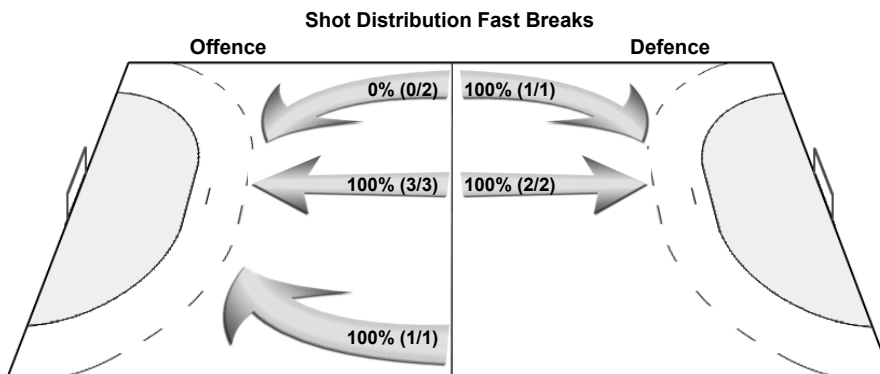 Shot Distribution Fast Breaks
Offence Defence
0% (0/2) 100% (1/1)
100% (3/3) 100% (2/2)
100% (1/1)